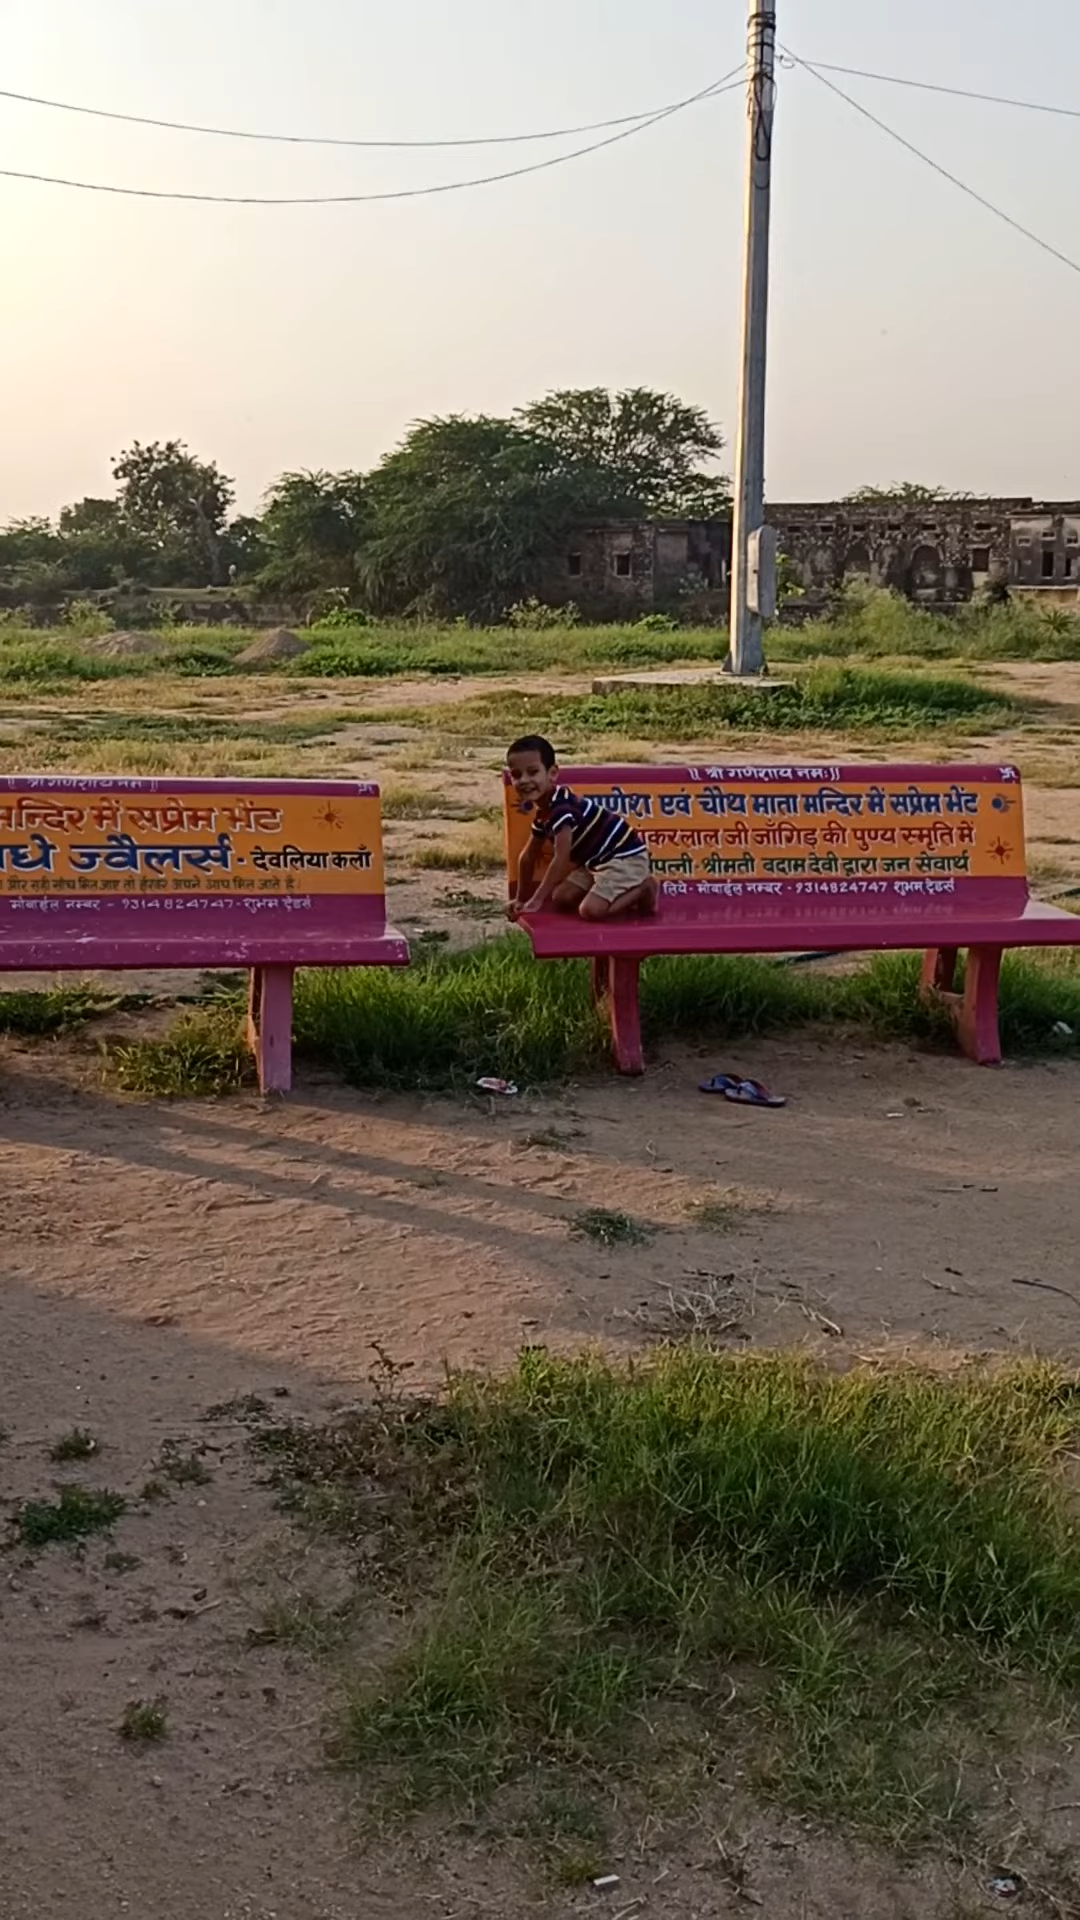 ॥ श्री गणेशाय नमः॥
मन्दिर में सप्रेम भेंट
ज्वैलर्स - देवलिया कलाँ
मोबाईल नम्बर - 9314824747 - शुभम ट्रेडर्स
॥ श्री गणेशाय नमः॥
एवं चौथ माता मन्दिर में सप्रेम भेंट
जी जाँगिड़ की पुण्य स्मृति में
श्रीमती बदाम देवी द्वारा जन सेवार्थ
लिये - मोबाईल नम्बर - 9314824747 शुभम ट्रेडर्स